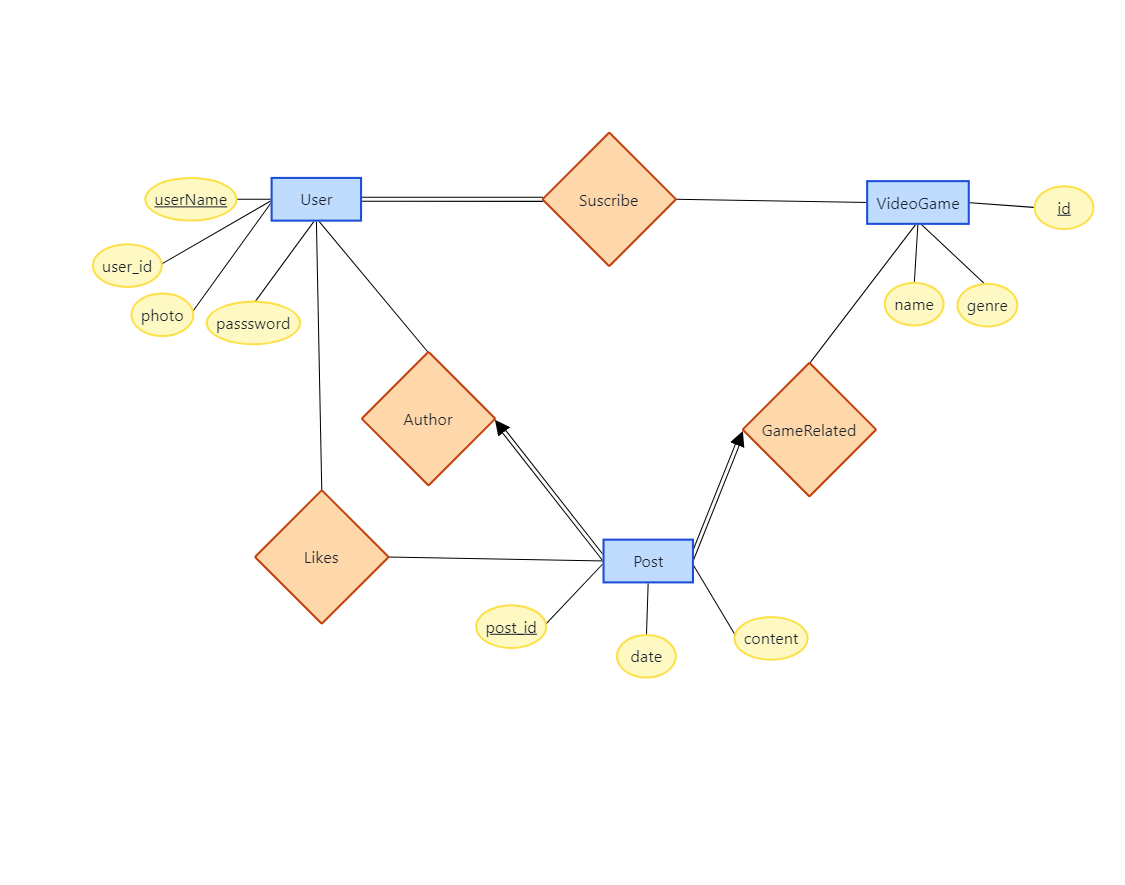 User
Suscribe
VideoGame
userName
id
user_id
photo
passsword
name
genre
Author
GameRelated
Likes
Post
post_id
date
content